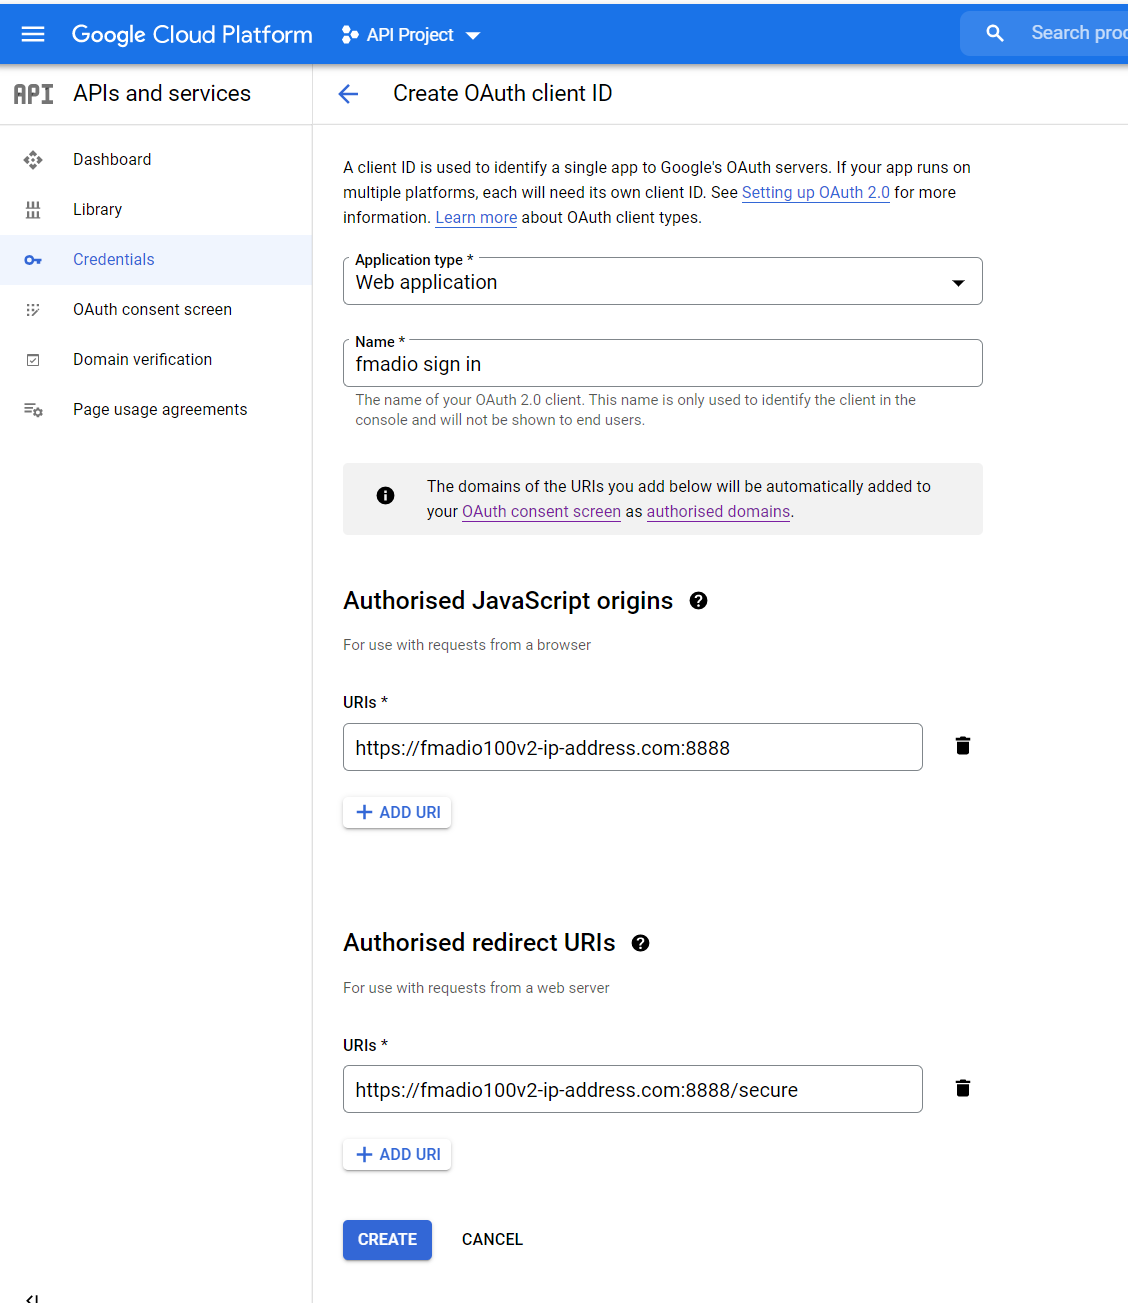 Google Cloud Platform
API Project
Search proc
API
APIs and services
Create OAuth client ID
Dashboard
Library
Credentials
OAuth consent screen
Domain verification
Page usage agreements
A client ID is used to identify a single app to Google's OAuth servers. If your app runs on
multiple platforms, each will need its own client ID. See Setting up OAuth 2.0 for more
information. Learn more about OAuth client types.
Application type *
Web application
Name *
fmadio sign in
The name of your OAuth 2.0 client. This name is only used to identify the client in the
console and will not be shown to end users.
The domains of the URIs you add below will be automatically added to
your OAuth consent screen as authorised domains.
Authorised JavaScript origins
For use with requests from a browser
URIs *
https://fmadio100v2-ip-address.com:8888
+ ADD URI
Authorised redirect URIs
For use with requests from a web server
URIs *
https://fmadio100v2-ip-address.com:8888/secure
+ ADD URI
CREATE
CANCEL